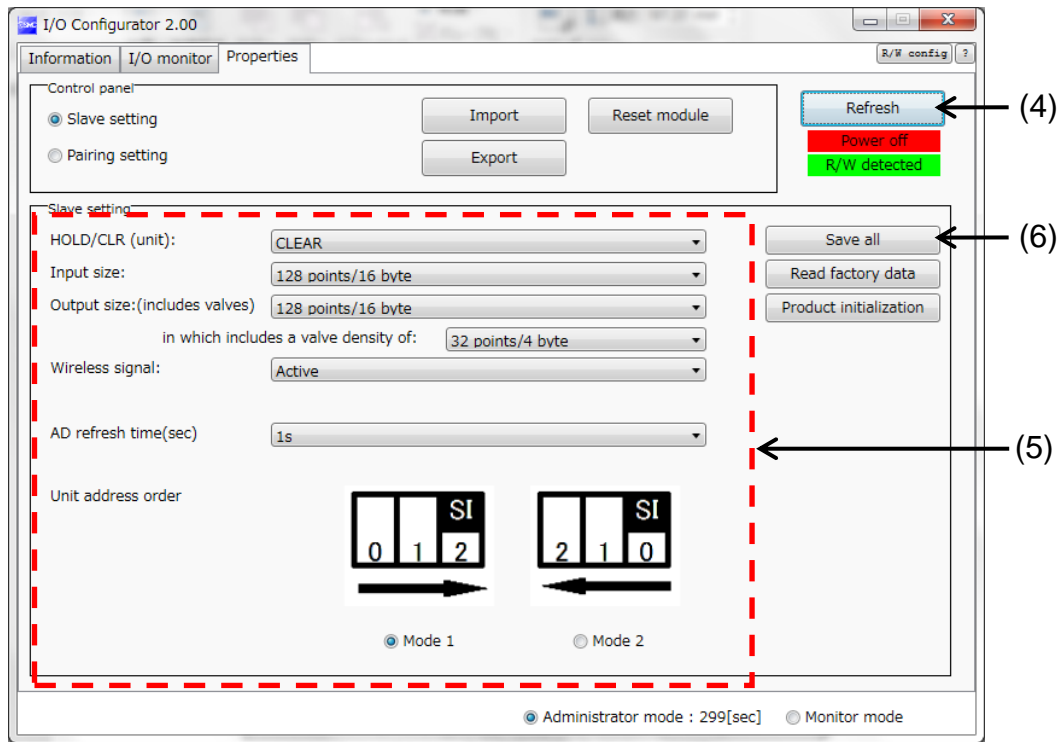 I/O Configurator 2.00
Information I/O monitor Properties R/W config ?
Control panel
Slave setting Import Reset module Refresh (4)
Power off
Pairing setting Export R/W detected
Slave setting
HOLD/CLR (unit): CLEAR Save all (6)
Input size: 128 points/16 byte Read factory data
Output size:(includes valves) 128 points/16 byte Product initialization
in which includes a valve density of: 32 points/4 byte
Wireless signal: Active
AD refresh time(sec) 1s
(5)
Unit address order
SI SI
0 1 2 2 1 0
Mode 1 Mode 2
Administrator mode : 299[sec] Monitor mode